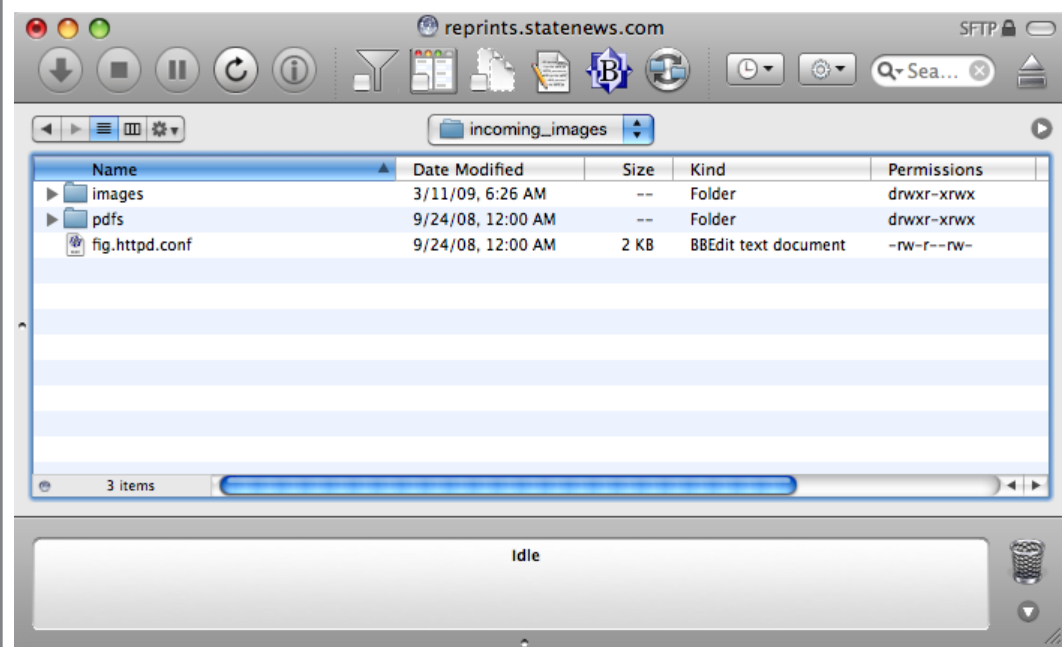 reprints.statenews.com SFTP
B Sea...
incoming_images
Name Date Modified Size Kind Permissions
images 3/11/09, 6:26 AM -- Folder drwxr-xrwx
pdfs 9/24/08, 12:00 AM -- Folder drwxr-xrwx
fig.httpd.conf 9/24/08, 12:00 AM 2 KB BBEdit text document -rw-r--rw-
3 items
Idle